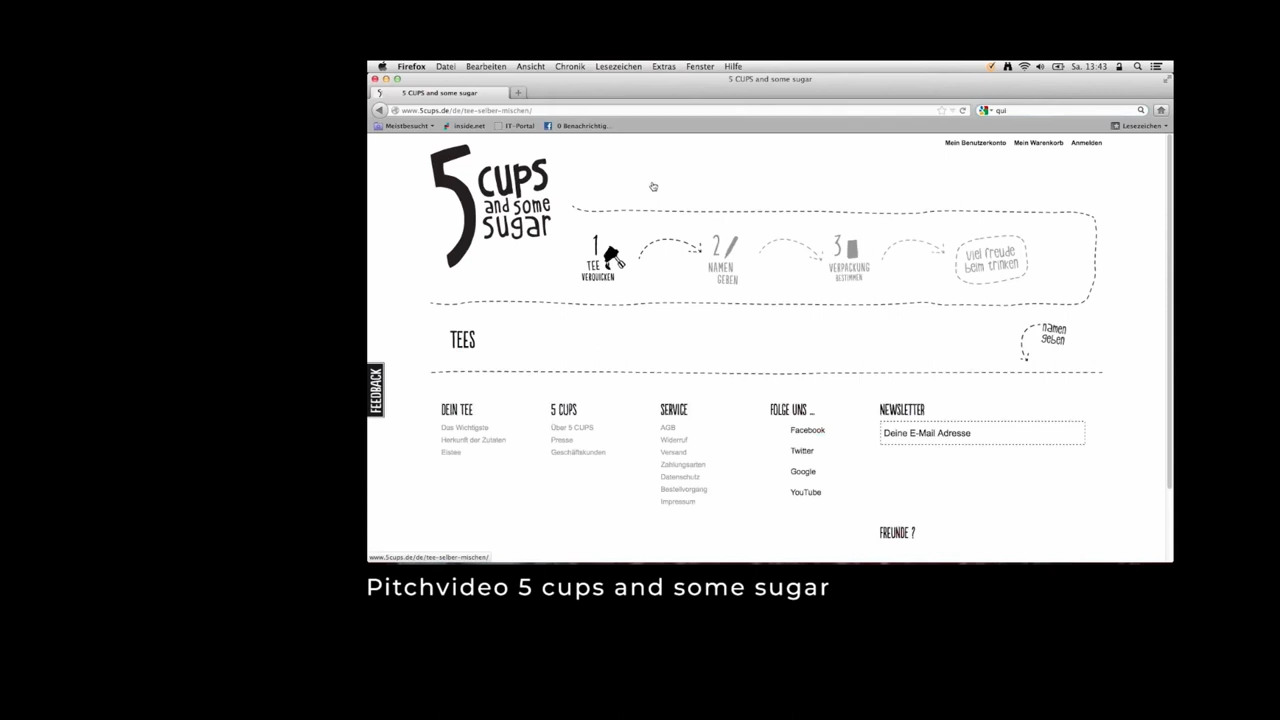 Firefox Datei Bearbeiten Ansicht Chronik Lesezeichen Extras Fenster Hilfe Sa. 13:43
5 CUPS and some sugar
5 CUPS and some sugar
www.5cups.de/de/tee-selber-mischen/ qui
Meistbesucht inside.net IT-Portal 0 Benachrichtig... Lesezeichen
Mein Benutzerkonto Mein Warenkorb Anmelden
5 cups
and some
sugar
1
TEE
VERQUICKEN
2
NAMEN
GEBEN
3
VERPACKUNG
BESTIMMEN
Viel freude
beim trinken
TEES
namen
geben
FEEDBACK
DEIN TEE
Das Wichtigste
Herkunft der Zutaten
Eistee
5 CUPS
Über 5 CUPS
Presse
Geschäftskunden
SERVICE
AGB
Widerruf
Versand
Zahlungsarten
Datenschutz
Bestellvorgang
Impressum
FOLGE UNS ...
Facebook
Twitter
Google
YouTube
NEWSLETTER
Deine E-Mail Adresse
FREUNDE ?
www.5cups.de/de/tee-selber-mischen/
Pitchvideo 5 cups and some sugar